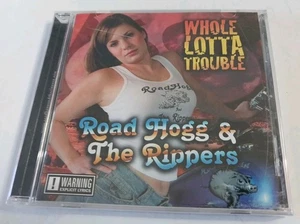 WHOLE
LOTTA
TROUBLE
Road Hogg &
The Rippers
! WARNING
EXPLICIT LYRICS